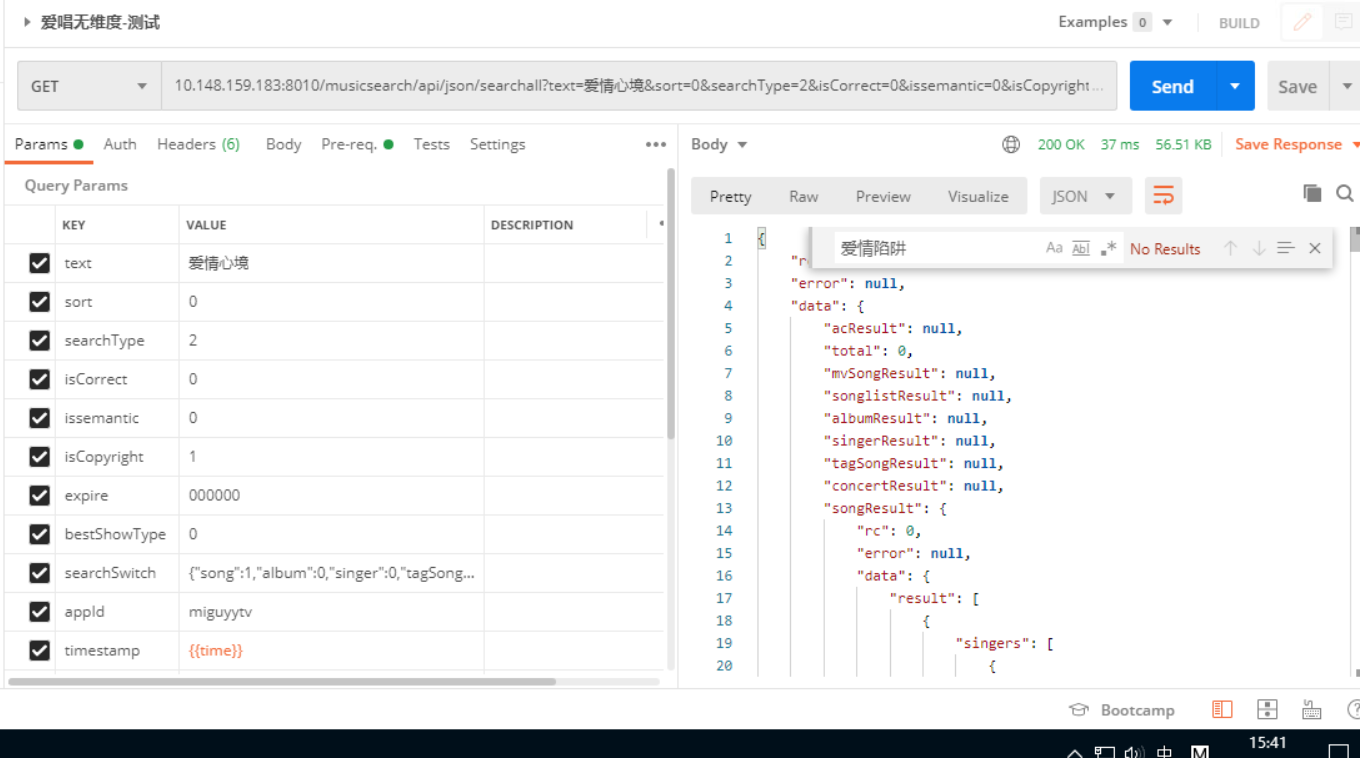 爱唱无维度-测试
Examples 0
BUILD
GET
10.148.159.183:8010/musicsearch/api/json/searchall?text=爱情心境&sort=0&searchType=2&isCorrect=0&issemantic=0&isCopyright...
Send
Save
Params
Auth
Headers (6)
Body
Pre-req.
Tests
Settings
Query Params
KEY VALUE DESCRIPTION
text 爱情心境
sort 0
searchType 2
isCorrect 0
issemantic 0
isCopyright 1
expire 000000
bestShowType 0
searchSwitch {"song":1,"album":0,"singer":0,"tagSong...
appId miguyytv
timestamp {{time}}
Body
200 OK 37 ms 56.51 KB Save Response
Pretty Raw Preview Visualize JSON
爱情陷阱 Aa Abl .* No Results
1 {
2 "r
3 "error": null,
4 "data": {
5 "acResult": null,
6 "total": 0,
7 "mvSongResult": null,
8 "songlistResult": null,
9 "albumResult": null,
10 "singerResult": null,
11 "tagSongResult": null,
12 "concertResult": null,
13 "songResult": {
14 "rc": 0,
15 "error": null,
16 "data": {
17 "result": [
18 {
19 "singers": [
20 {
Bootcamp
中 M 15:41